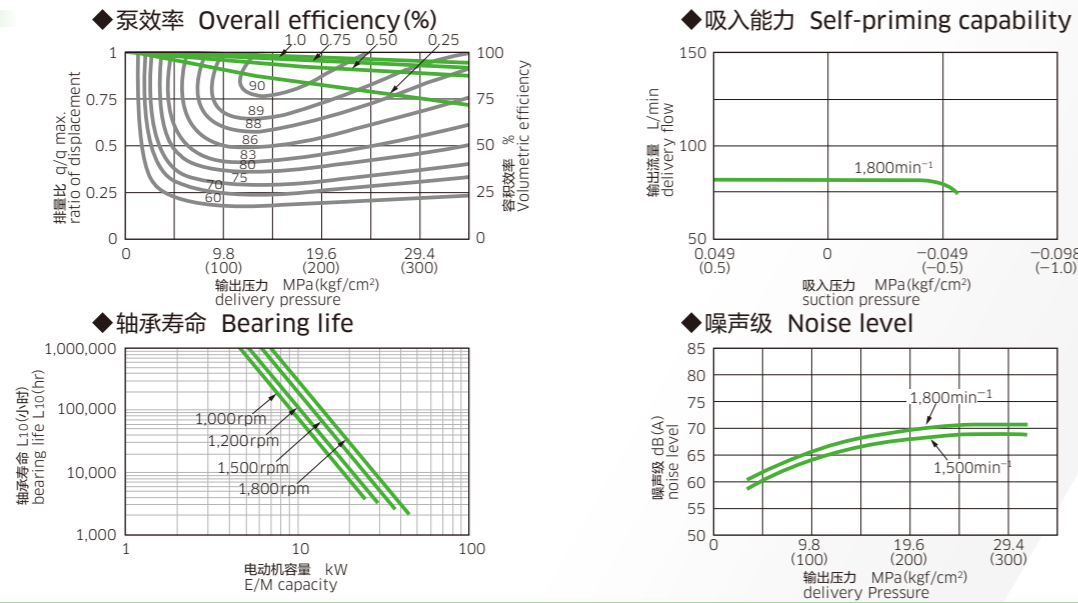 ◆泵效率 Overall efficiency(%)
1.0 0.75 0.50 0.25
1
0.75
0.5
0.25
0
100
75
50
25
0
90
89
88
86
83
80
75
70
60
排量比 q/q max.
ratio of displacement
容积效率 %
Volumetric efficiency
0 9.8 19.6 29.4
(100) (200) (300)
输出压力 MPa(kgf/cm²)
delivery pressure
◆吸入能力 Self-priming capability
150
100
50
输出流量 L/min
delivery flow
1,800min⁻¹
0.049 0 −0.049 −0.098
(0.5) (−0.5) (−1.0)
吸入压力 MPa(kgf/cm²)
suction pressure
◆轴承寿命 Bearing life
1,000,000
100,000
10,000
1,000
轴承寿命 L10(小时)
bearing life L10(hr)
1,000rpm
1,200rpm
1,500rpm
1,800rpm
1 10 100
电动机容量 kW
E/M capacity
◆噪声级 Noise level
85
80
75
70
65
60
55
50
噪声级 dB(A)
noise level
1,800min⁻¹
1,500min⁻¹
0 9.8 19.6 29.4
(100) (200) (300)
输出压力 MPa(kgf/cm²)
delivery Pressure